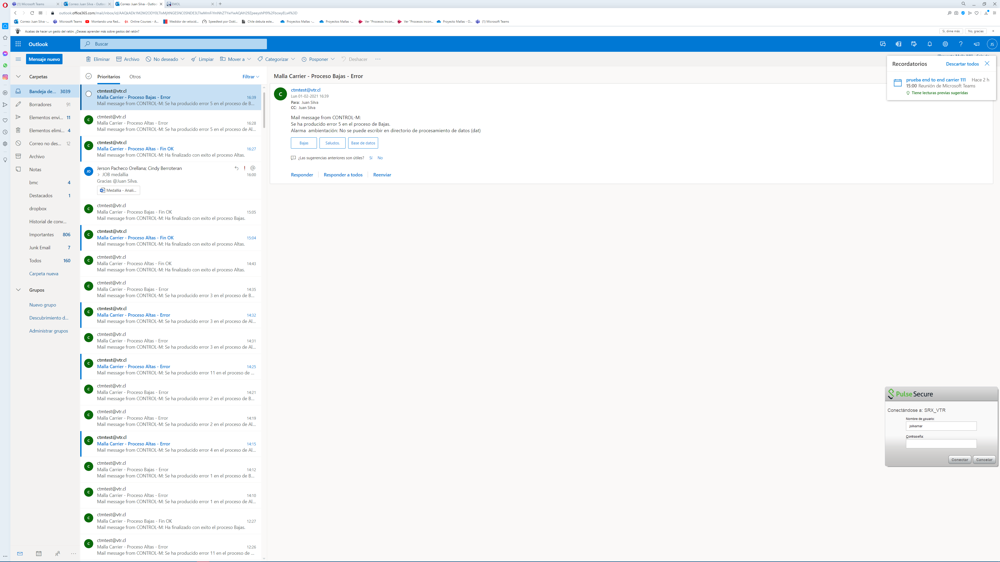 (1) Microsoft Teams
Correo: Juan Silva - Outloo
Correo: Juan Silva - Outloo
EMOL
outlook.office365.com/mail/inbox/id/
Correo: Juan Silva -...
Microsoft Teams
Montando una Red...
Online Courses - A...
Medidor de velocid...
Speedtest por Ookl...
Chile debuta este...
Proyectos Mallas -...
Proyectos Mallas -...
Ver "Procesos Incon...
Ver "Procesos incon...
Proyecto Mallas - O...
(1) Microsoft Teams
Acabas de hacer un gesto del ratón. ¿Deseas aprender más sobre gestos del ratón?
Sí, dime más
No, gracias
Outlook
Buscar
JS
Mensaje nuevo
Eliminar
Archivo
No deseado
Limpiar
Mover a
Categorizar
Posponer
Deshacer
Carpetas
Bandeja de... 3039
Borradores 91
Elementos envi... 11
Elementos elimi... 4
Correo no des... 12
Archivo
Notas
bmc 4
Destacados 1
dropbox
Historial de conv...
Importantes 806
Junk Email 7
Todos 160
Carpeta nueva
Grupos
Nuevo grupo
Descubrimiento d...
Administrar grupos
Prioritarios
Otros
Filtrar
ctmtest@vtr.cl
Malla Carrier - Proceso Bajas - Error 16:39
Mail message from CONTROL-M: Se ha producido error 5 en el proceso de B...
C
ctmtest@vtr.cl
Malla Carrier - Proceso Altas - Error 16:28
Mail message from CONTROL-M: Se ha producido error 5 en el proceso de Al...
C
ctmtest@vtr.cl
Malla Carrier - Proceso Altas - Fin OK 16:27
Mail message from CONTROL-M: Ha finalizado con exito el proceso Altas.
JO
Jerson Pacheco Orellana; Cindy Berroteran
JOB medallia 16:00
Gracias @Juan Silva.
Medallia - Anali...
C
ctmtest@vtr.cl
Malla Carrier - Proceso Bajas - Fin OK 15:05
Mail message from CONTROL-M: Ha finalizado con exito el proceso Bajas.
C
ctmtest@vtr.cl
Malla Carrier - Proceso Altas - Fin OK 15:04
Mail message from CONTROL-M: Ha finalizado con exito el proceso Altas.
C
ctmtest@vtr.cl
Malla Carrier - Proceso Altas - Fin OK 14:43
Mail message from CONTROL-M: Ha finalizado con exito el proceso Altas.
C
ctmtest@vtr.cl
Malla Carrier - Proceso Bajas - Error 14:35
Mail message from CONTROL-M: Se ha producido error 3 en el proceso de B...
C
ctmtest@vtr.cl
Malla Carrier - Proceso Altas - Error 14:32
Mail message from CONTROL-M: Se ha producido error 3 en el proceso de Al...
C
ctmtest@vtr.cl
Malla Carrier - Proceso Altas - Error 14:31
Mail message from CONTROL-M: Se ha producido error 3 en el proceso de Al...
C
ctmtest@vtr.cl
Malla Carrier - Proceso Altas - Error 14:25
Mail message from CONTROL-M: Se ha producido error 11 en el proceso de ...
C
ctmtest@vtr.cl
Malla Carrier - Proceso Bajas - Error 14:21
Mail message from CONTROL-M: Se ha producido error 2 en el proceso de B...
C
ctmtest@vtr.cl
Malla Carrier - Proceso Altas - Error 14:19
Mail message from CONTROL-M: Se ha producido error 2 en el proceso de Al...
C
ctmtest@vtr.cl
Malla Carrier - Proceso Altas - Error 14:15
Mail message from CONTROL-M: Se ha producido error 4 en el proceso de Al...
C
ctmtest@vtr.cl
Malla Carrier - Proceso Bajas - Error 14:12
Mail message from CONTROL-M: Se ha producido error 1 en el proceso de B...
C
ctmtest@vtr.cl
Malla Carrier - Proceso Altas - Error 14:10
Mail message from CONTROL-M: Se ha producido error 1 en el proceso de Al...
C
ctmtest@vtr.cl
Malla Carrier - Proceso Bajas - Fin OK 12:27
Mail message from CONTROL-M: Ha finalizado con exito el proceso Bajas.
C
ctmtest@vtr.cl
Malla Carrier - Proceso Altas - Error 12:26
Mail message from CONTROL-M: Se ha producido error 11 en el proceso de ...
Malla Carrier - Proceso Bajas - Error
C
ctmtest@vtr.cl
Lun 01-02-2021 16:39
Para: Juan Silva
CC: Juan Silva
Mail message from CONTROL-M:
Se ha producido error 5 en el proceso de Bajas.
Alarma ambientación: No se puede escribir en directorio de procesamiento de datos (dat)
Bajas
Saludos.
Base de datos
¿Las sugerencias anteriores son útiles? Sí No
Responder
Responder a todos
Reenviar
Recordatorios
Descartar todos
prueba end to end carrier 111 Hace 2 h
15:00 Reunión de Microsoft Teams
Tiene lecturas previas sugeridas
Pulse Secure
Conectándose a: SRX_VTR
Nombre de usuario:
jsilvamar
Contraseña:
Conectar
Cancelar